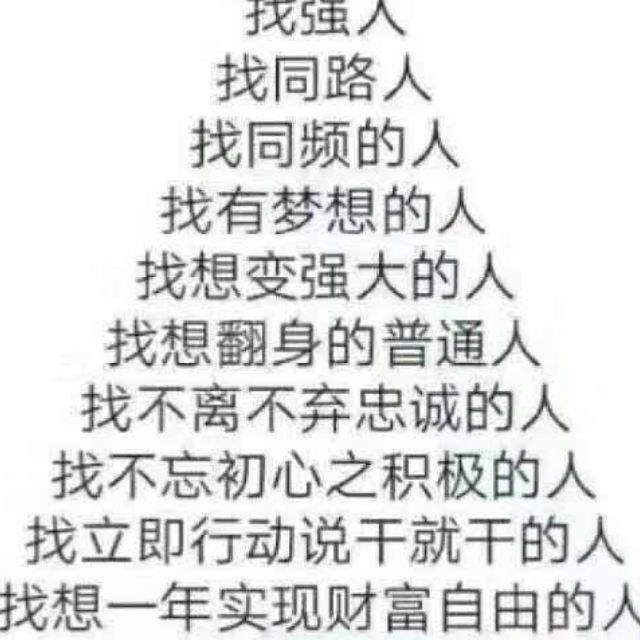 找强人
找同路人
找同频的人
找有梦想的人
找想变强大的人
找想翻身的普通人
找不离不弃忠诚的人
找不忘初心之积极的人
找立即行动说干就干的人
找想一年实现财富自由的人